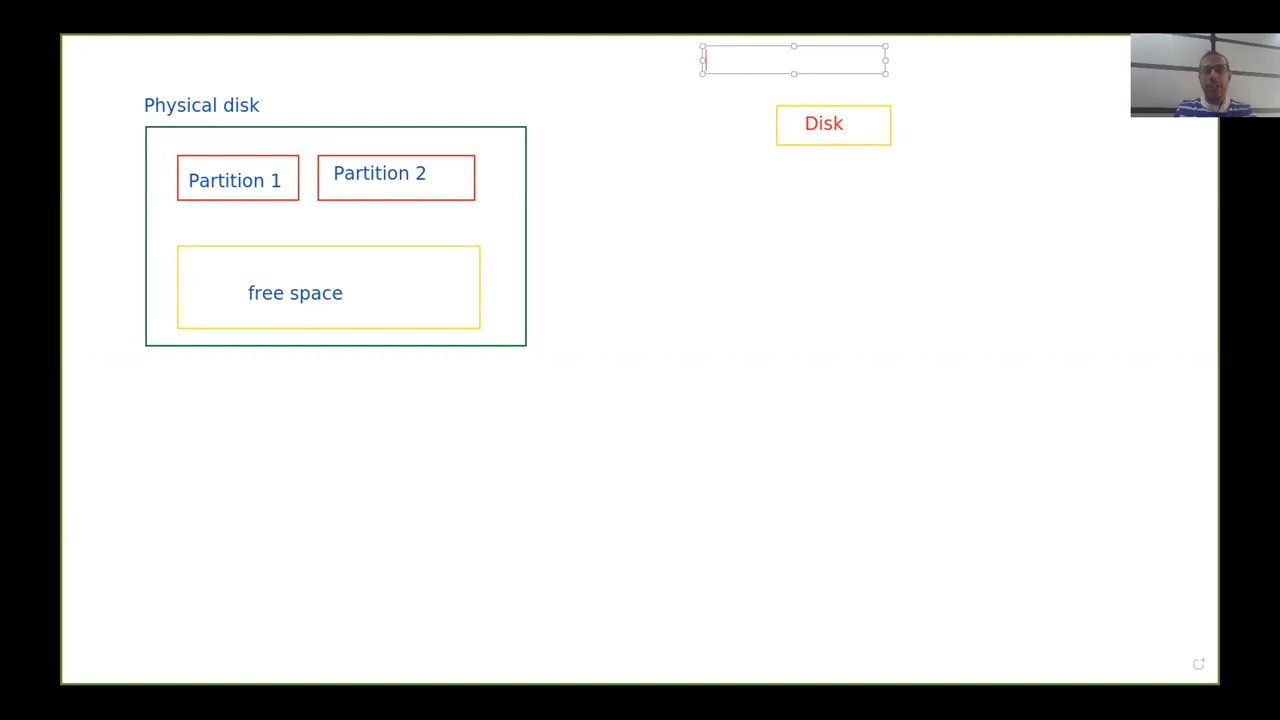 Physical disk
Disk
Partition 1
Partition 2
free space